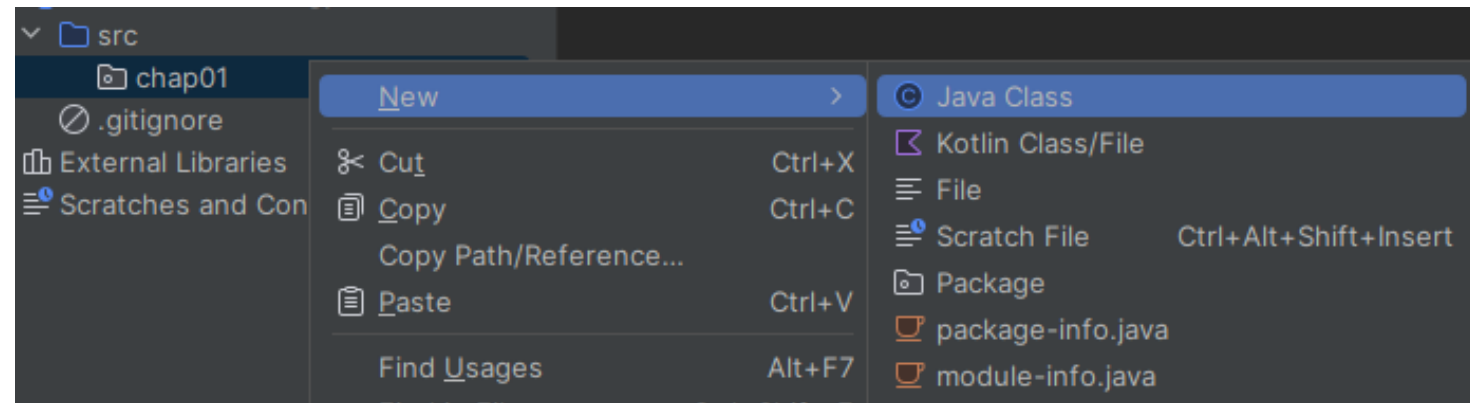 src
chap01
.gitignore
External Libraries
Scratches and Con
New
Cut Ctrl+X
Copy Ctrl+C
Copy Path/Reference...
Paste Ctrl+V
Find Usages Alt+F7
Java Class
Kotlin Class/File
File
Scratch File Ctrl+Alt+Shift+Insert
Package
package-info.java
module-info.java